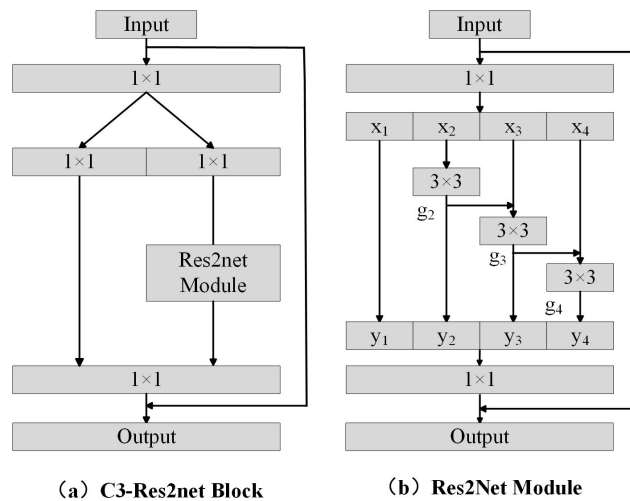 Input
1×1
1×1 1×1
Res2net
Module
1×1
Output
(a) C3-Res2net Block
Input
1×1
x1 x2 x3 x4
3×3
g2
3×3
g3
3×3
g4
y1 y2 y3 y4
1×1
Output
(b) Res2Net Module